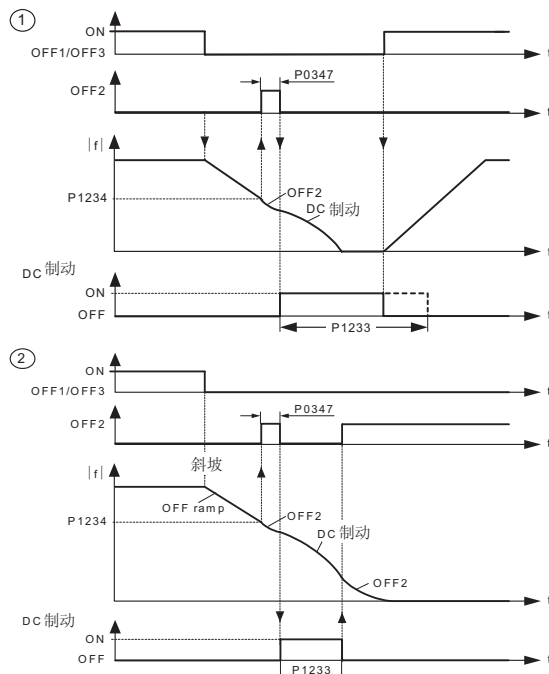 ①
ON
OFF1/OFF3
t
P0347
OFF2
t
|f|
P1234
OFF2
DC 制动
t
DC 制动
ON
OFF
t
P1233
②
ON
OFF1/OFF3
t
P0347
OFF2
t
斜坡
|f|
OFF ramp
P1234
OFF2
DC 制动
OFF2
t
DC 制动
ON
OFF
t
P1233